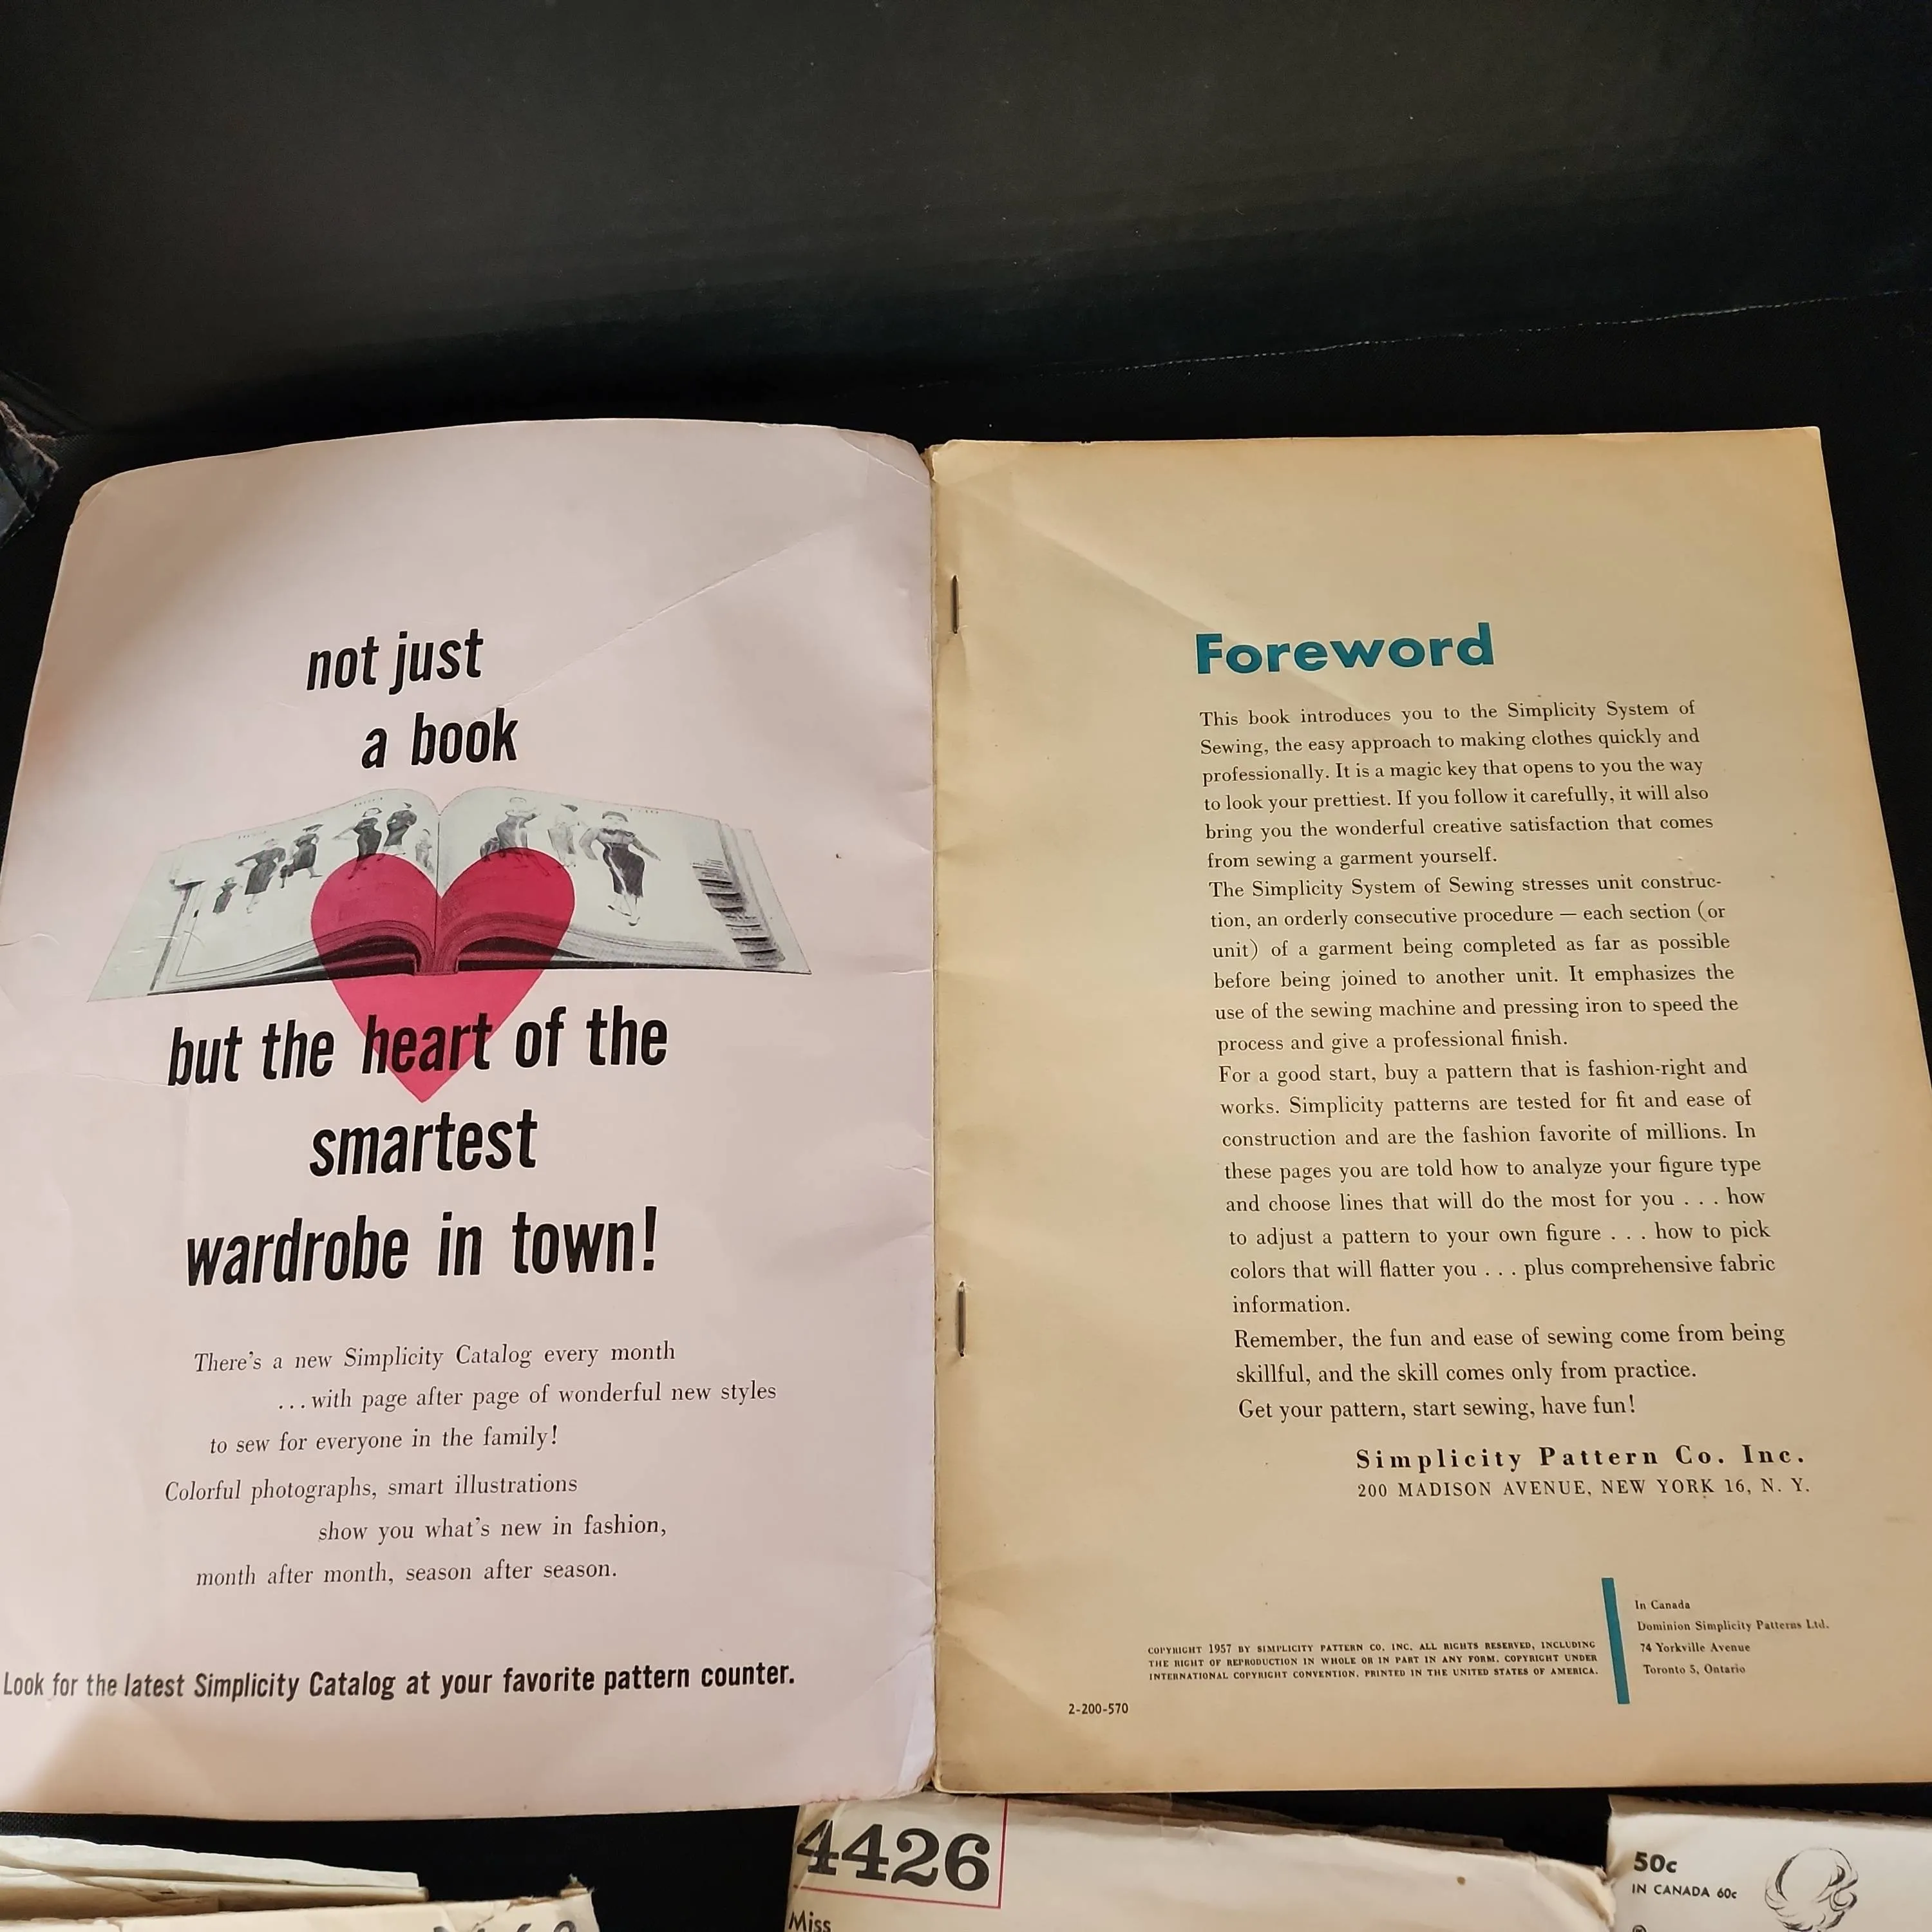 not just
a book
but the heart of the
smartest
wardrobe in town!
There's a new Simplicity Catalog every month
...with page after page of wonderful new styles
to sew for everyone in the family!
Colorful photographs, smart illustrations
show you what's new in fashion,
month after month, season after season.
Look for the latest Simplicity Catalog at your favorite pattern counter.
Foreword
This book introduces you to the Simplicity System of
Sewing, the easy approach to making clothes quickly and
professionally. It is a magic key that opens to you the way
to look your prettiest. If you follow it carefully, it will also
bring you the wonderful creative satisfaction that comes
from sewing a garment yourself.
The Simplicity System of Sewing stresses unit construc-
tion, an orderly consecutive procedure — each section (or
unit) of a garment being completed as far as possible
before being joined to another unit. It emphasizes the
use of the sewing machine and pressing iron to speed the
process and give a professional finish.
For a good start, buy a pattern that is fashion-right and
works. Simplicity patterns are tested for fit and ease of
construction and are the fashion favorite of millions. In
these pages you are told how to analyze your figure type
and choose lines that will do the most for you . . . how
to adjust a pattern to your own figure . . . how to pick
colors that will flatter you . . . plus comprehensive fabric
information.
Remember, the fun and ease of sewing come from being
skillful, and the skill comes only from practice.
Get your pattern, start sewing, have fun!
Simplicity Pattern Co. Inc.
200 MADISON AVENUE, NEW YORK 16, N. Y.
In Canada
Dominion Simplicity Patterns Ltd.
74 Yorkville Avenue
Toronto 5, Ontario
COPYRIGHT 1957 BY SIMPLICITY PATTERN CO. INC. ALL RIGHTS RESERVED, INCLUDING
THE RIGHT OF REPRODUCTION IN WHOLE OR IN PART IN ANY FORM. COPYRIGHT UNDER
INTERNATIONAL COPYRIGHT CONVENTION. PRINTED IN THE UNITED STATES OF AMERICA.
2-200-570
4426
Miss
50c
IN CANADA 60c